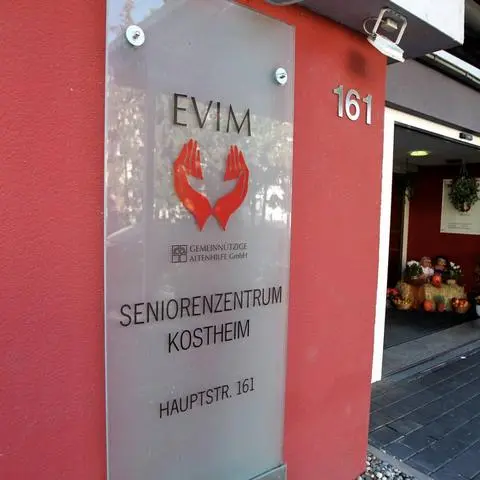 EVIM
GEMEINNÜTZIGE
ALTENHILFE GmbH
SENIORENZENTRUM
KOSTHEIM
HAUPTSTR. 161
161